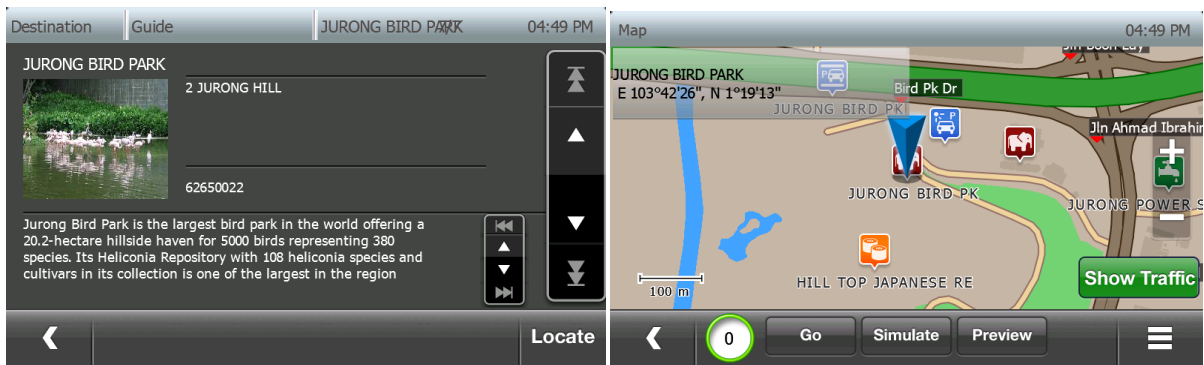 Destination
Guide
JURONG BIRD PARK
04:49 PM
JURONG BIRD PARK
2 JURONG HILL
62650022
Jurong Bird Park is the largest bird park in the world offering a
20.2-hectare hillside haven for 5000 birds representing 380
species. Its Heliconia Repository with 108 heliconia species and
cultivars in its collection is one of the largest in the region
Locate
Map
04:49 PM
Jln Boon Lay
JURONG BIRD PARK
E 103°42'26", N 1°19'13"
P
Bird Pk Dr
JURONG BIRD PK
P
Jln Ahmad Ibrahim
JURONG BIRD PK
JURONG POWER S
HILL TOP JAPANESE RE
100 m
Show Traffic
0
Go
Simulate
Preview